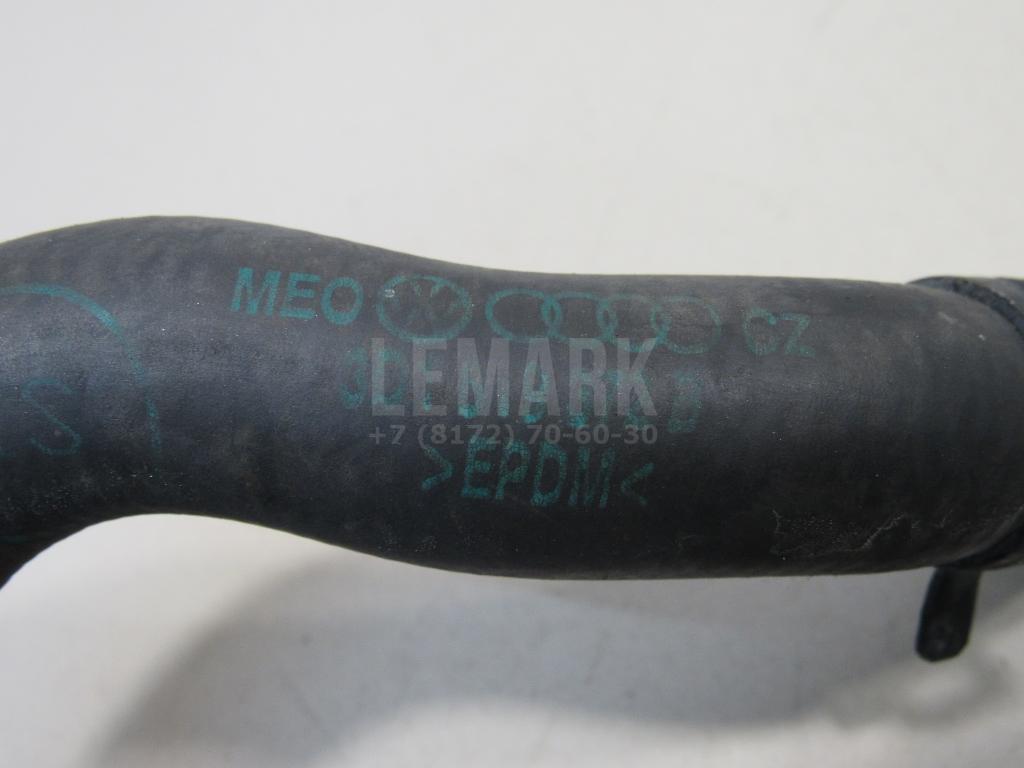 MEO CZ
LEMARK
+7 (8172) 70-60-30
>EPDM<
S